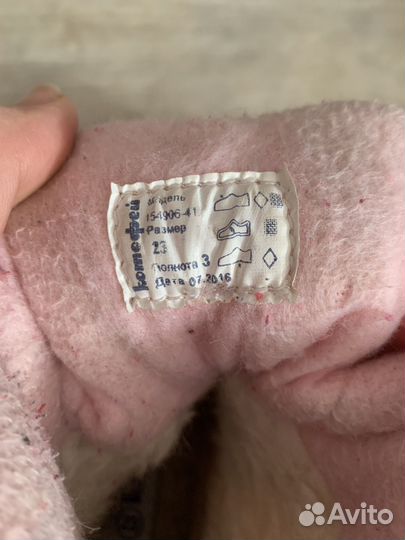 котофей
Модель
154906-41
Размер
23
Полнота 3
Дата 07.2016
Avito